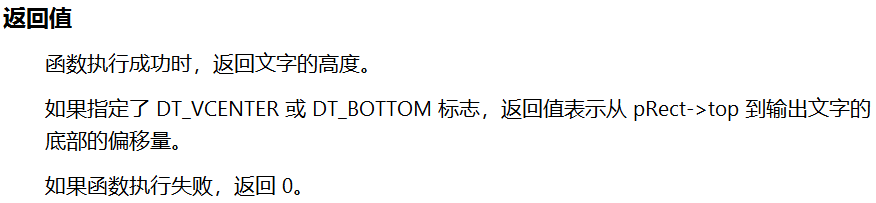 返回值
函数执行成功时，返回文字的高度。
如果指定了 DT_VCENTER 或 DT_BOTTOM 标志，返回值表示从 pRect->top 到输出文字的
底部的偏移量。
如果函数执行失败，返回 0。